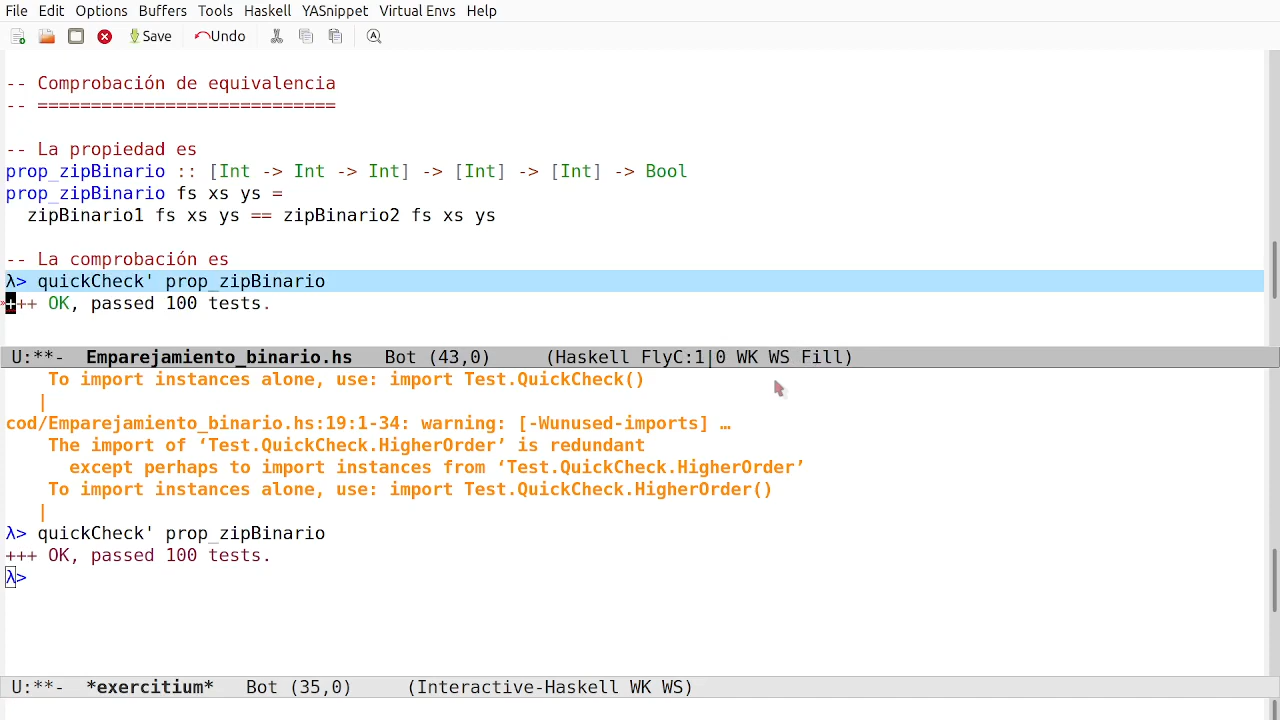 File Edit Options Buffers Tools Haskell YASnippet Virtual Envs Help
Save Undo
-- Comprobación de equivalencia
-- ============================
-- La propiedad es
prop_zipBinario :: [Int -> Int -> Int] -> [Int] -> [Int] -> Bool
prop_zipBinario fs xs ys =
  zipBinario1 fs xs ys == zipBinario2 fs xs ys
-- La comprobación es
λ> quickCheck' prop_zipBinario
+++ OK, passed 100 tests.
U:**-  Emparejamiento_binario.hs   Bot (43,0)     (Haskell FlyC:1|0 WK WS Fill)
    To import instances alone, use: import Test.QuickCheck()
   |
cod/Emparejamiento_binario.hs:19:1-34: warning: [-Wunused-imports] …
    The import of ‘Test.QuickCheck.HigherOrder’ is redundant
      except perhaps to import instances from ‘Test.QuickCheck.HigherOrder’
    To import instances alone, use: import Test.QuickCheck.HigherOrder()
   |
λ> quickCheck' prop_zipBinario
+++ OK, passed 100 tests.
λ>
U:**-  *exercitium*   Bot (35,0)     (Interactive-Haskell WK WS)